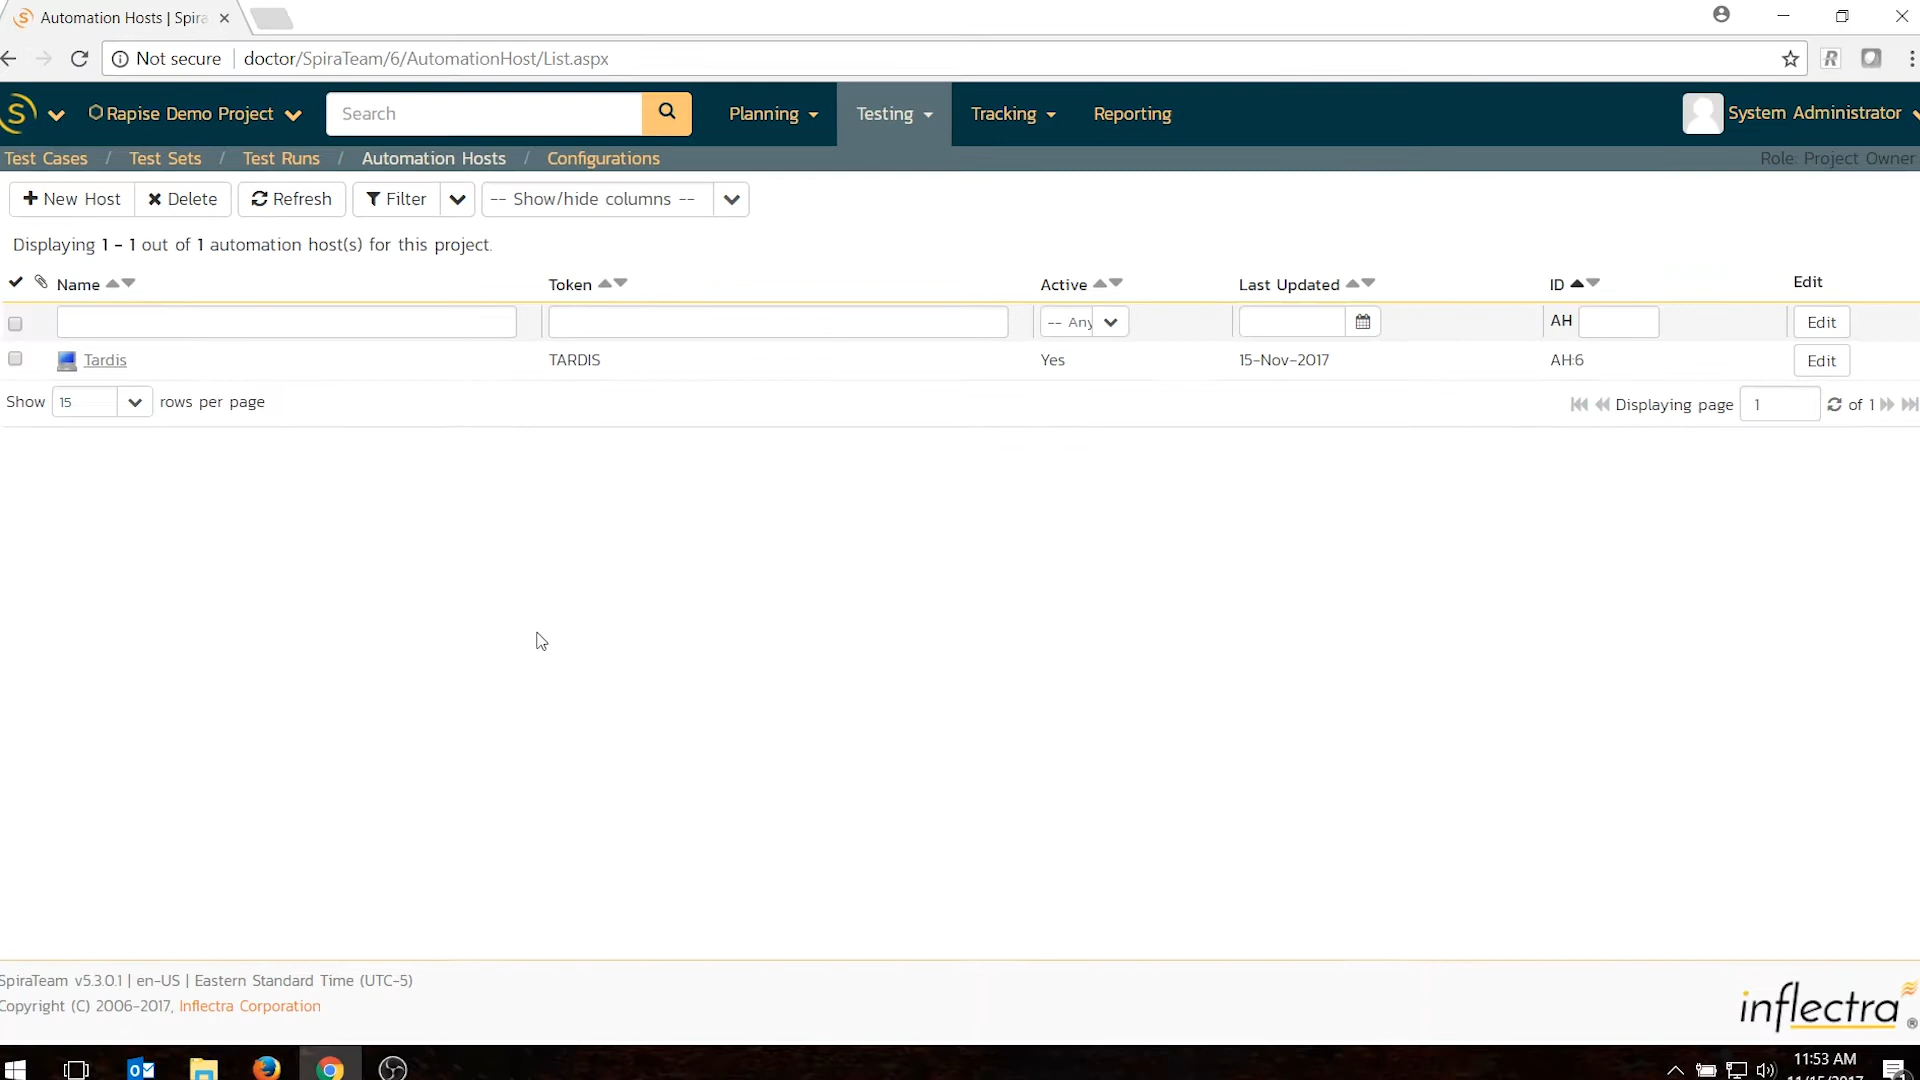 Automation Hosts | Spira
Not secure doctor/SpiraTeam/6/AutomationHost/List.aspx
Rapise Demo Project Search Planning Testing Tracking Reporting System Administrator
Test Cases / Test Sets / Test Runs / Automation Hosts / Configurations Role: Project Owner
New Host Delete Refresh Filter -- Show/hide columns --
Displaying 1 - 1 out of 1 automation host(s) for this project.
Name Token Active Last Updated ID Edit
-- Any AH Edit
Tardis TARDIS Yes 15-Nov-2017 AH:6 Edit
Show 15 rows per page Displaying page 1 of 1
SpiraTeam v5.3.0.1 | en-US | Eastern Standard Time (UTC-5)
Copyright (C) 2006-2017, Inflectra Corporation
inflectra ®
11:53 AM
11/15/2017